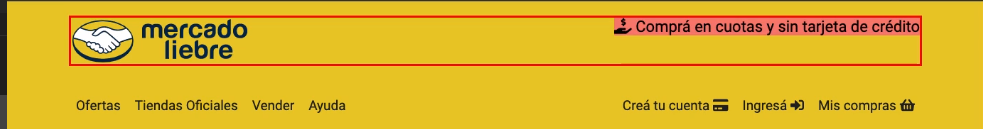 mercado
liebre
Comprá en cuotas y sin tarjeta de crédito
Ofertas Tiendas Oficiales Vender Ayuda
Creá tu cuenta Ingresá Mis compras